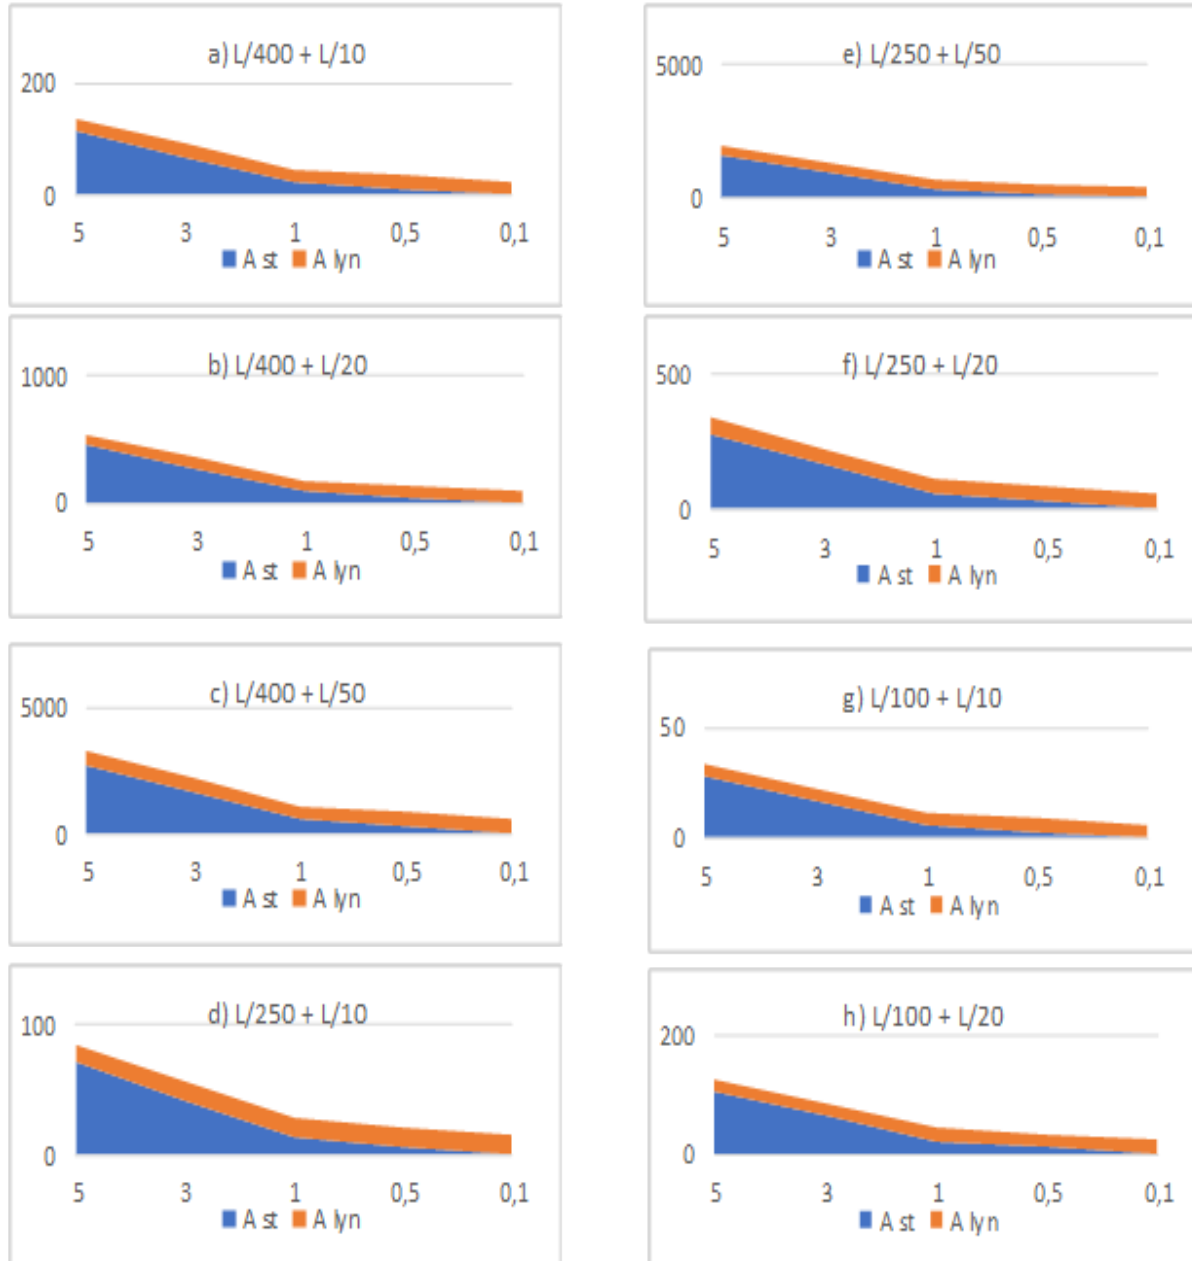 a) L/400 + L/10
200
0
5 3 1 0,5 0,1
A st A lyn
b) L/400 + L/20
1000
0
5 3 1 0,5 0,1
A st A lyn
c) L/400 + L/50
5000
0
5 3 1 0,5 0,1
A st A lyn
d) L/250 + L/10
100
0
5 3 1 0,5 0,1
A st A lyn
e) L/250 + L/50
5000
0
5 3 1 0,5 0,1
A st A lyn
f) L/250 + L/20
500
0
5 3 1 0,5 0,1
A st A lyn
g) L/100 + L/10
50
0
5 3 1 0,5 0,1
A st A lyn
h) L/100 + L/20
200
0
5 3 1 0,5 0,1
A st A lyn